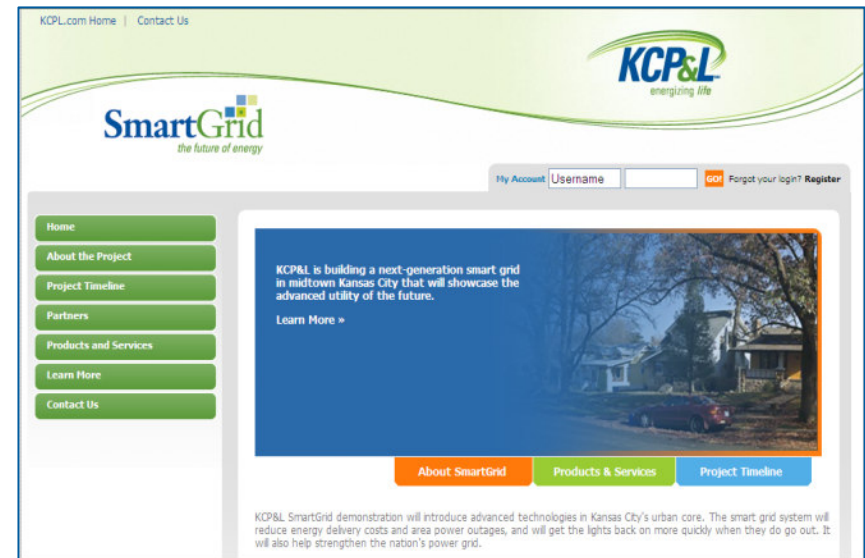 KCPL.com Home | Contact Us
KCP&L
energizing life
SmartGrid
the future of energy
My Account Username GO! Forgot your login? Register
Home
About the Project
Project Timeline
Partners
Products and Services
Learn More
Contact Us
KCP&L is building a next-generation smart grid
in midtown Kansas City that will showcase the
advanced utility of the future.
Learn More »
About SmartGrid Products & Services Project Timeline
KCP&L SmartGrid demonstration will introduce advanced technologies in Kansas City's urban core. The smart grid system will
reduce energy delivery costs and area power outages, and will get the lights back on more quickly when they do go out. It
will also help strengthen the nation's power grid.